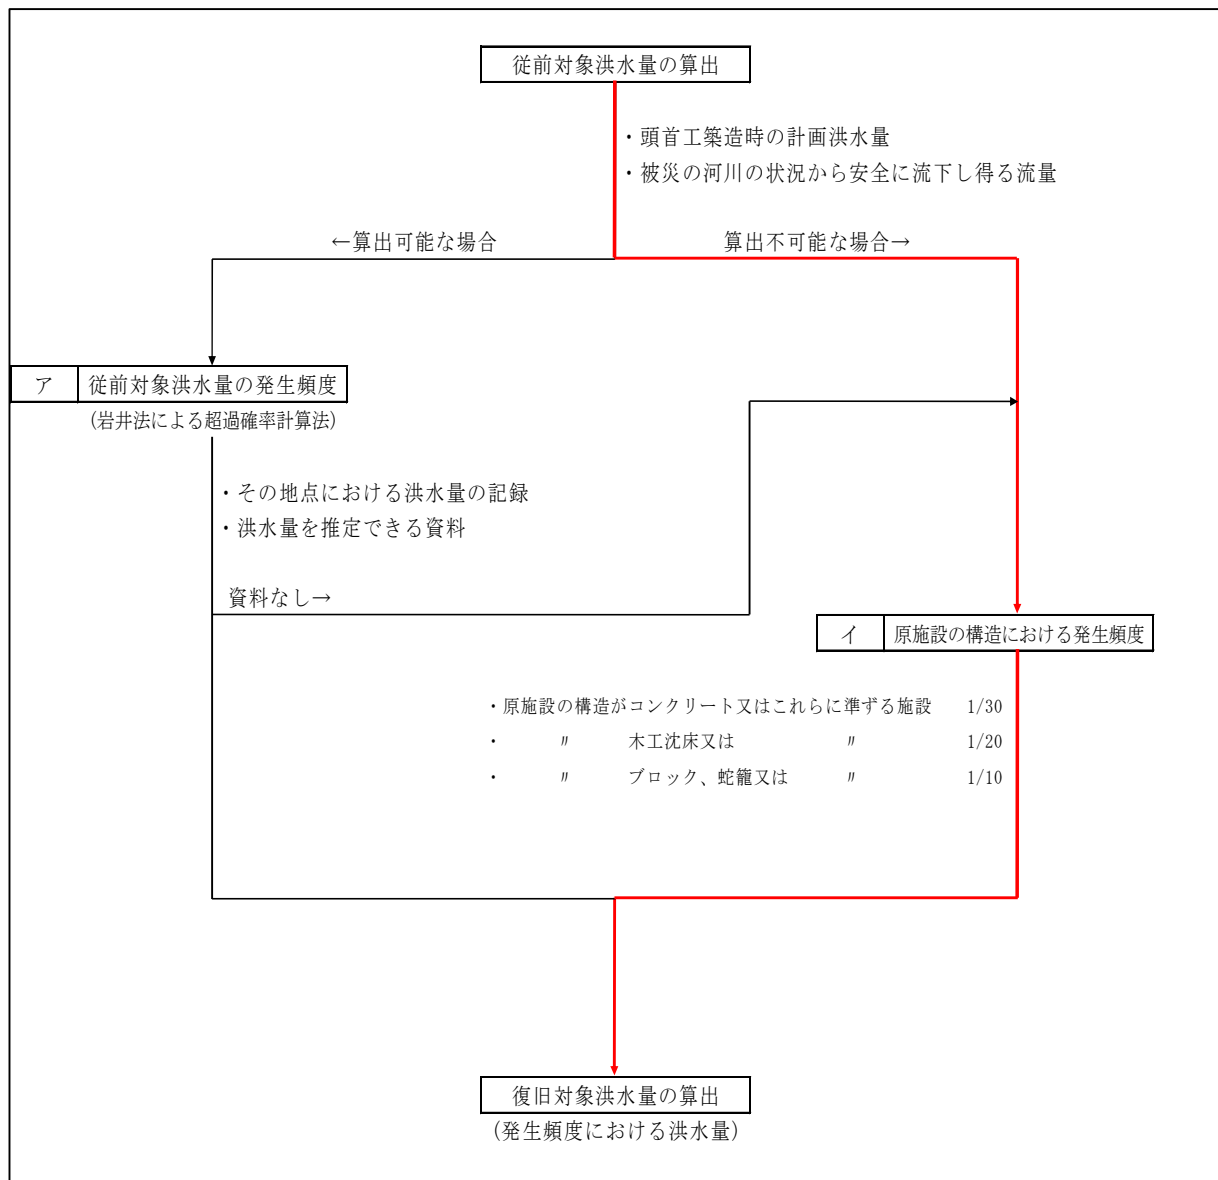 従前対象洪水量の算出
・頭首工築造時の計画洪水量
・被災の河川の状況から安全に流下し得る流量
←算出可能な場合
算出不可能な場合→
ア 従前対象洪水量の発生頻度
(岩井法による超過確率計算法)
・その地点における洪水量の記録
・洪水量を推定できる資料
資料なし→
イ 原施設の構造における発生頻度
・原施設の構造がコンクリート又はこれらに準ずる施設 1/30
・ 〃 木工沈床又は 〃 1/20
・ 〃 ブロック、蛇籠又は 〃 1/10
復旧対象洪水量の算出
(発生頻度における洪水量)